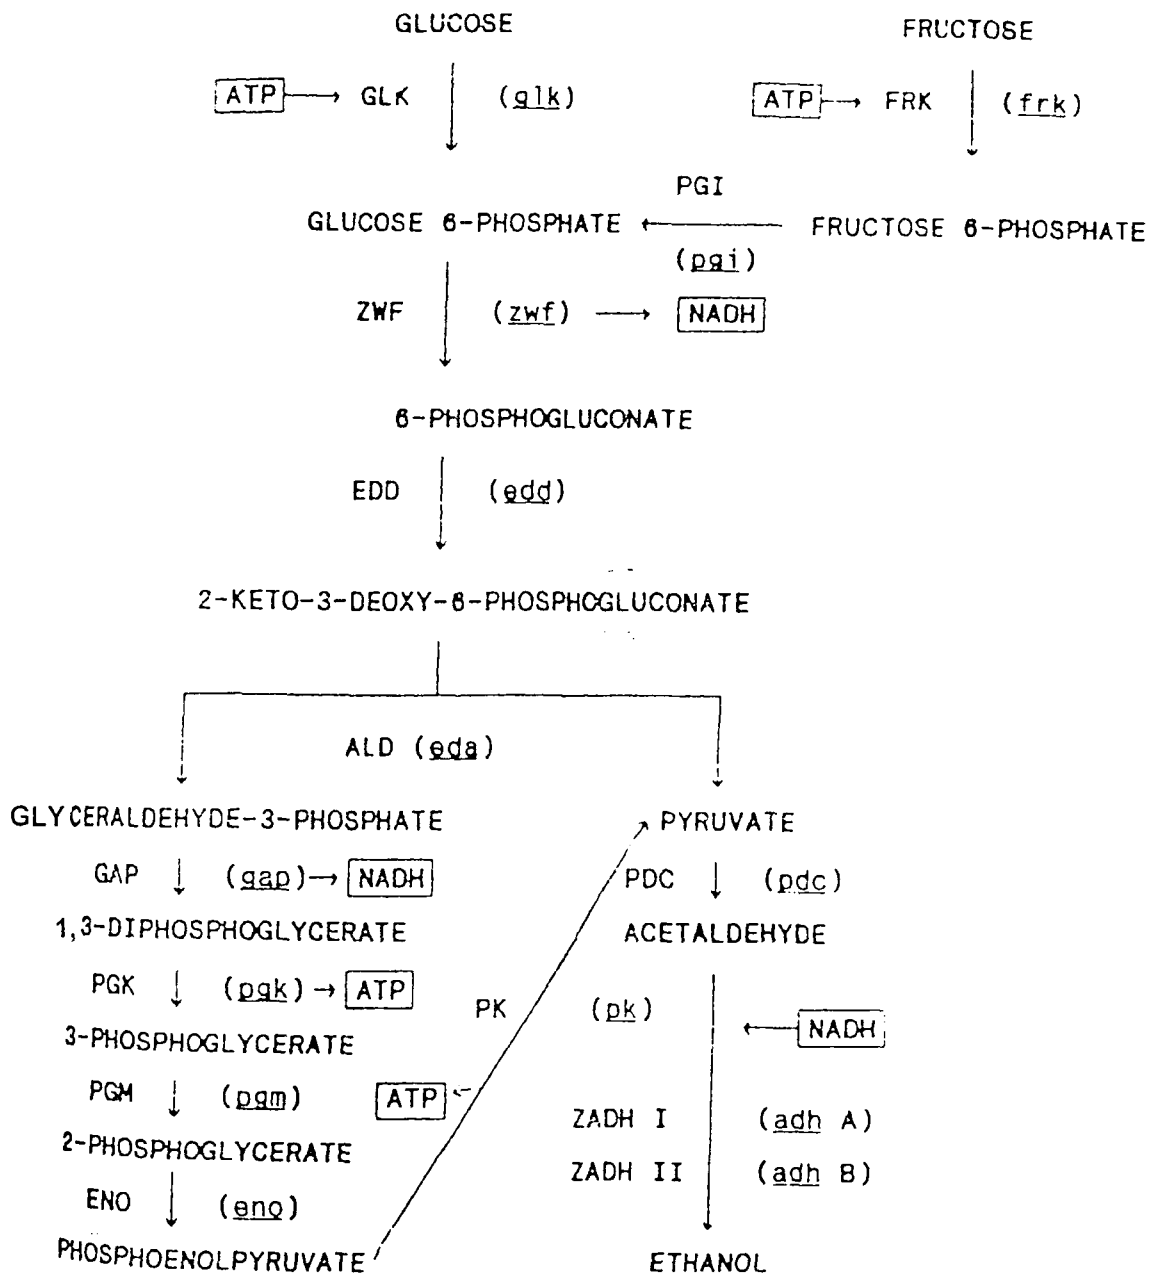 GLUCOSE
FRUCTOSE
ATP GLK (glk)
ATP FRK (frk)
PGI
GLUCOSE 6-PHOSPHATE FRUCTOSE 6-PHOSPHATE
(pgi)
ZWF (zwf) NADH
6-PHOSPHOGLUCONATE
EDD (edd)
2-KETO-3-DEOXY-6-PHOSPHOGLUCONATE
ALD (eda)
GLYCERALDEHYDE-3-PHOSPHATE PYRUVATE
GAP (gap) NADH PDC (pdc)
1,3-DIPHOSPHOGLYCERATE ACETALDEHYDE
PGK (pgk) ATP
PK (pk)
NADH
3-PHOSPHOGLYCERATE
PGM (pgm) ATP
ZADH I (adh A)
2-PHOSPHOGLYCERATE
ZADH II (adh B)
ENO (eno)
PHOSPHOENOLPYRUVATE ETHANOL